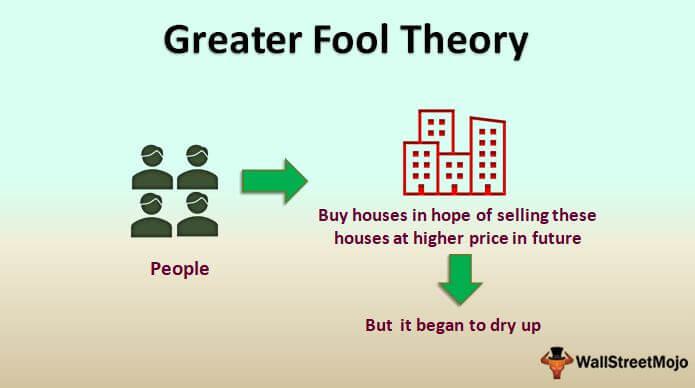 Greater Fool Theory
People
Buy houses in hope of selling these
houses at higher price in future
But it began to dry up
WallStreetMojo